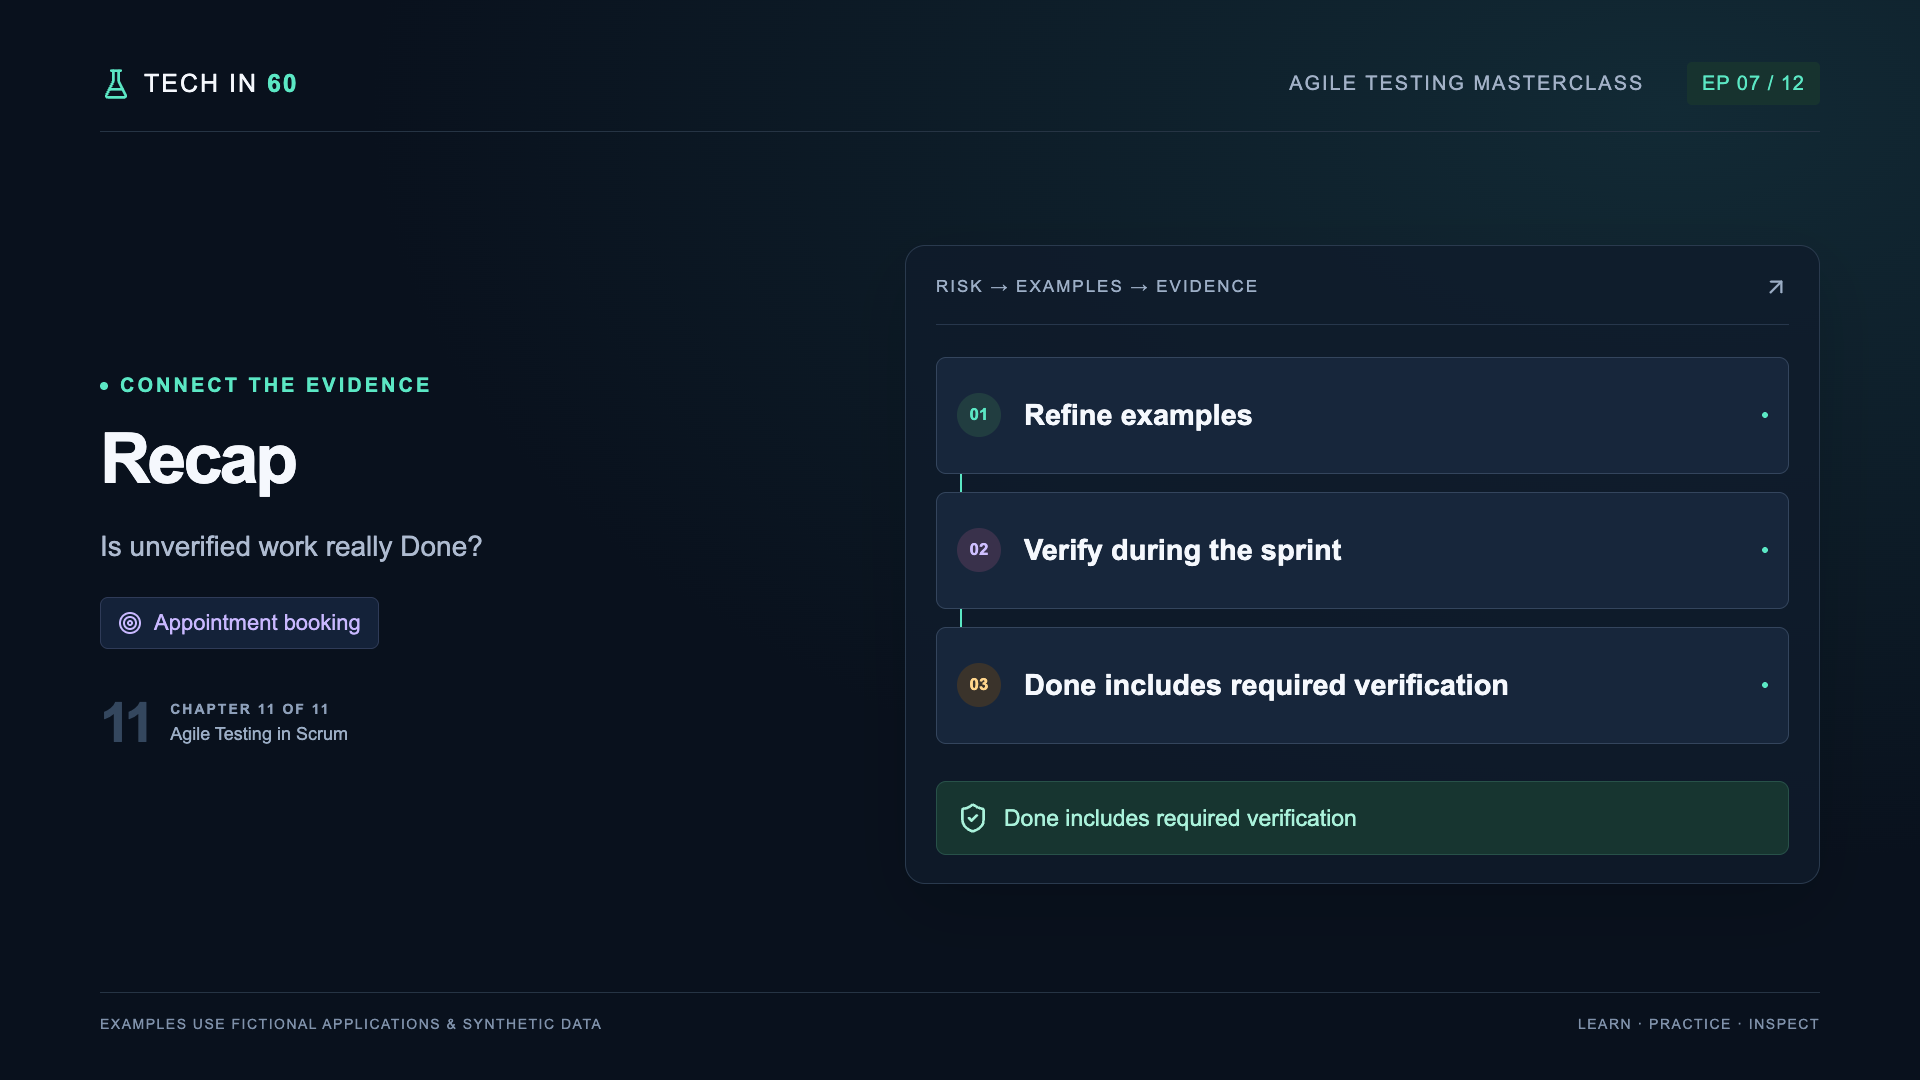 TECH IN 60
AGILE TESTING MASTERCLASS
EP 07 / 12
CONNECT THE EVIDENCE
Recap
Is unverified work really Done?
Appointment booking
11
CHAPTER 11 OF 11
Agile Testing in Scrum
RISK → EXAMPLES → EVIDENCE
01
Refine examples
02
Verify during the sprint
03
Done includes required verification
Done includes required verification
EXAMPLES USE FICTIONAL APPLICATIONS & SYNTHETIC DATA
LEARN · PRACTICE · INSPECT